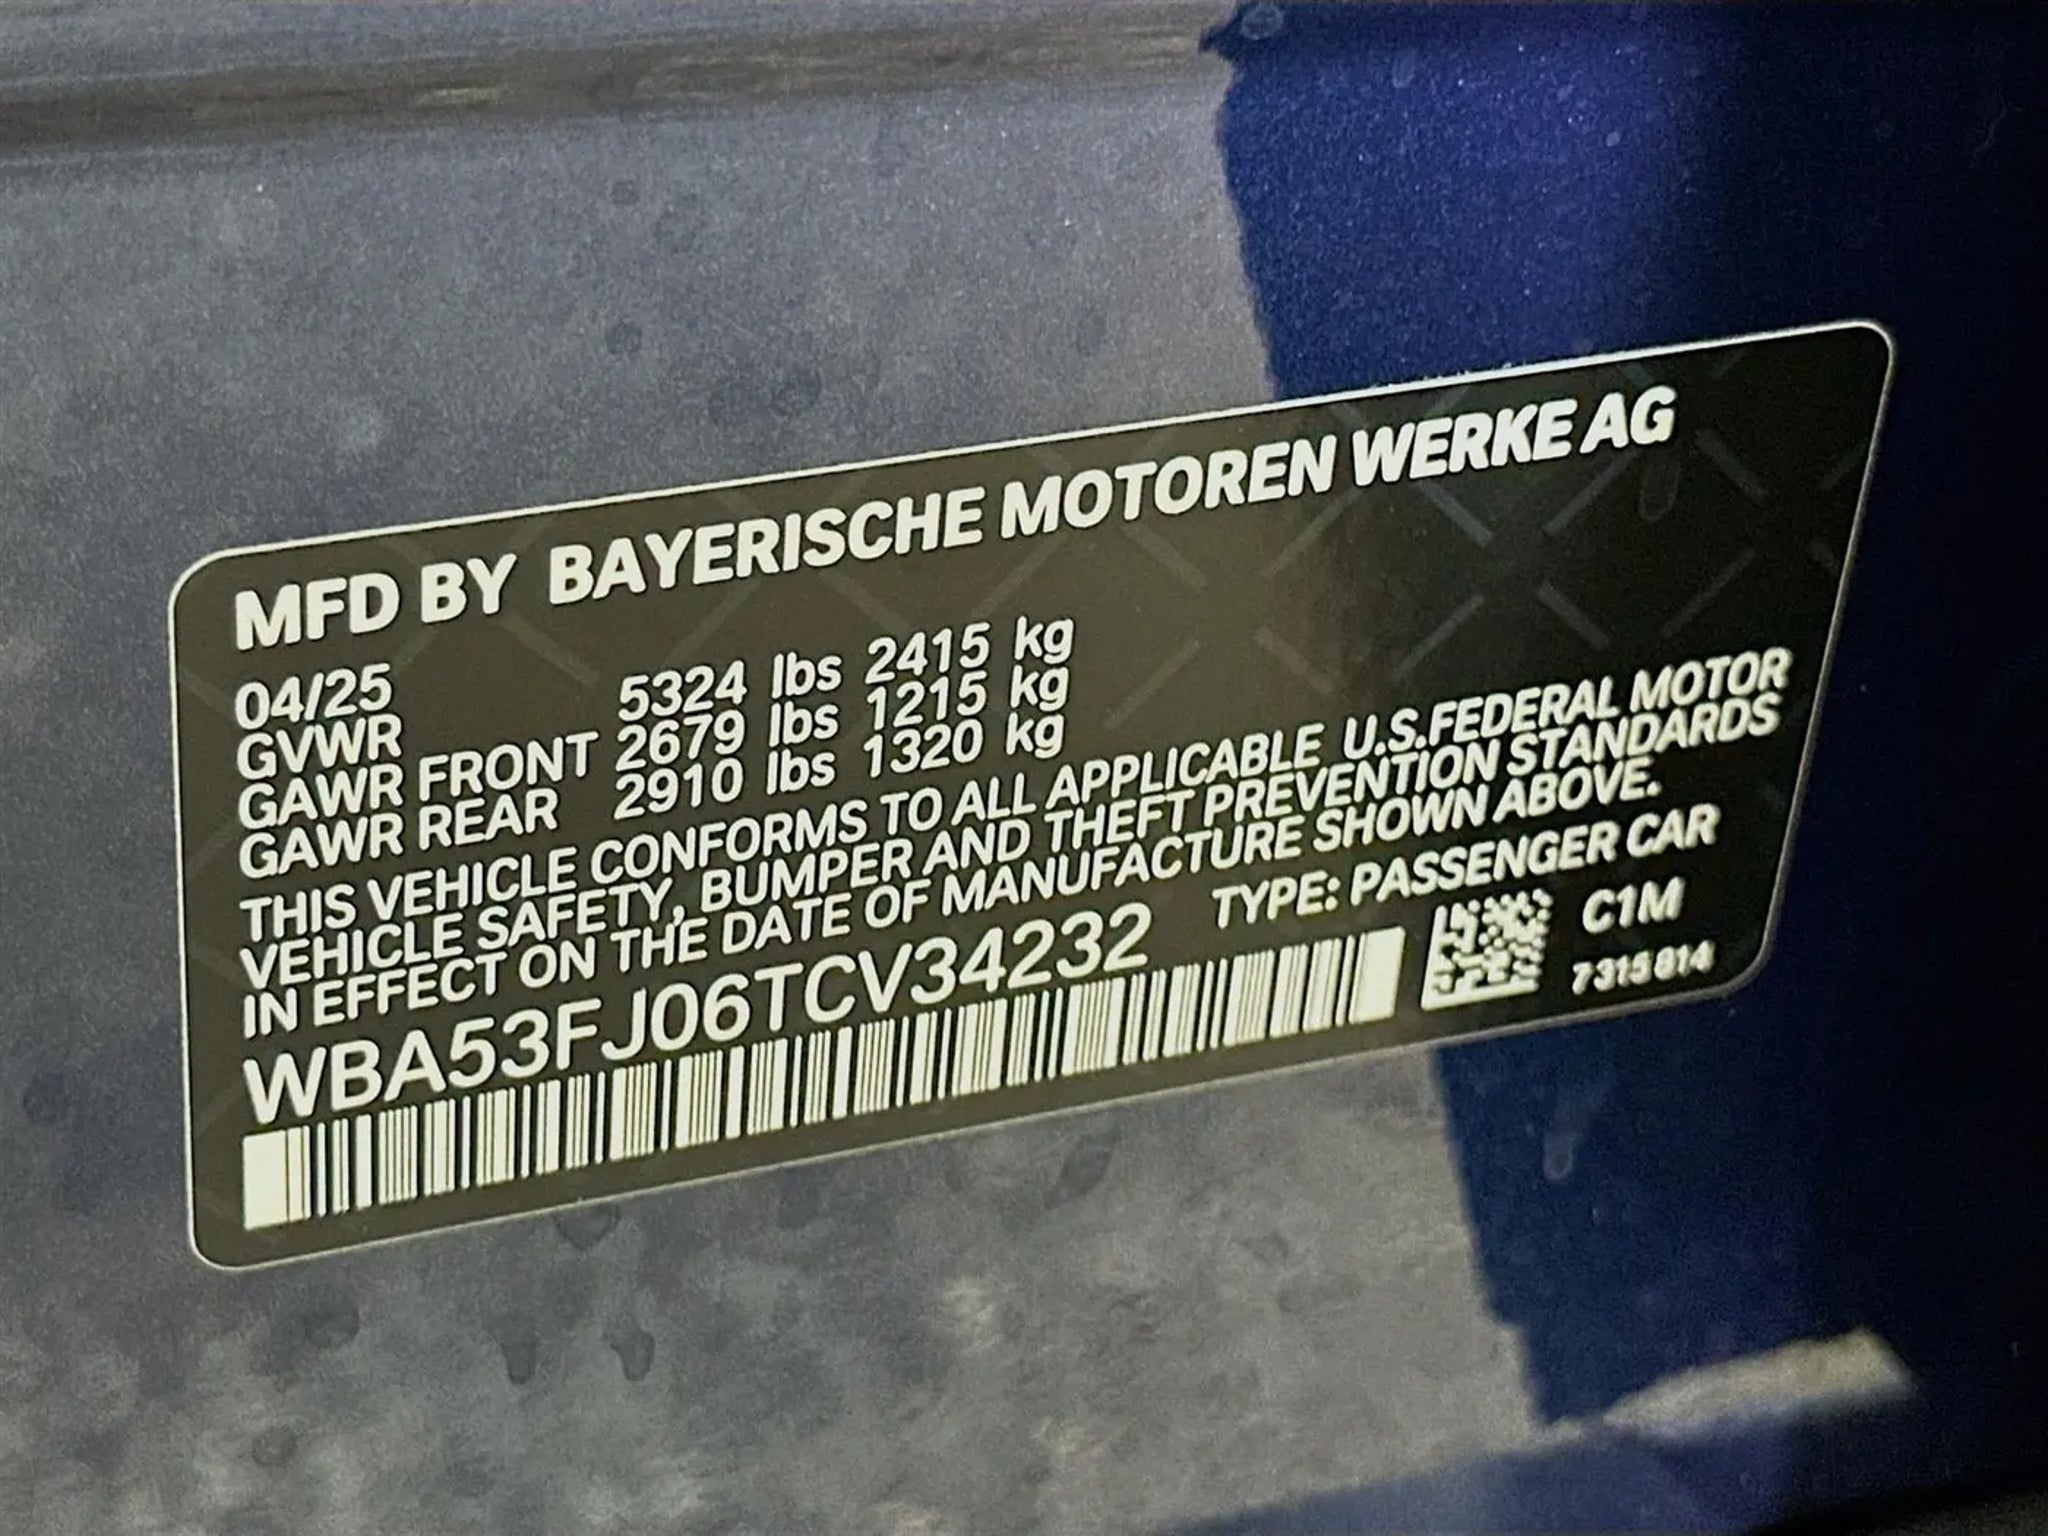 MFD BY BAYERISCHE MOTOREN WERKE AG
04/25
GVWR 5324 lbs 2415 kg
GAWR FRONT 2679 lbs 1215 kg
GAWR REAR 2910 lbs 1320 kg
THIS VEHICLE CONFORMS TO ALL APPLICABLE U.S.FEDERAL MOTOR
VEHICLE SAFETY, BUMPER AND THEFT PREVENTION STANDARDS
IN EFFECT ON THE DATE OF MANUFACTURE SHOWN ABOVE.
WBA53FJ06TCV34232 TYPE: PASSENGER CAR
C1M
7315814